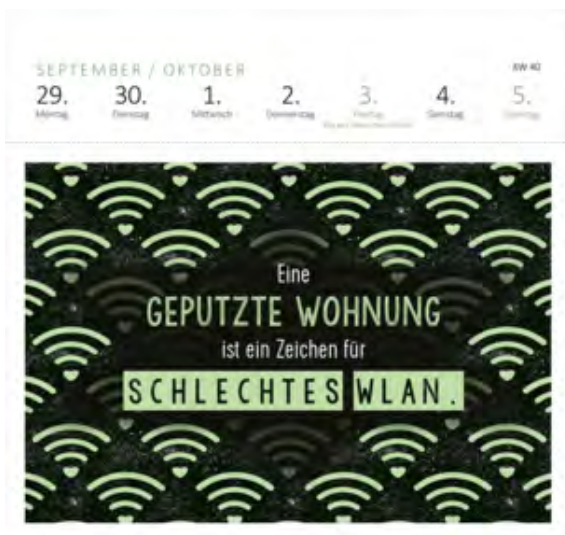 SEPTEMBER / OKTOBER
KW 40
29. 30. 1. 2. 3. 4. 5.
Montag Dienstag Mittwoch Donnerstag Freitag Samstag Sonntag
Eine
GEPUTZTE WOHNUNG
ist ein Zeichen für
SCHLECHTES WLAN.